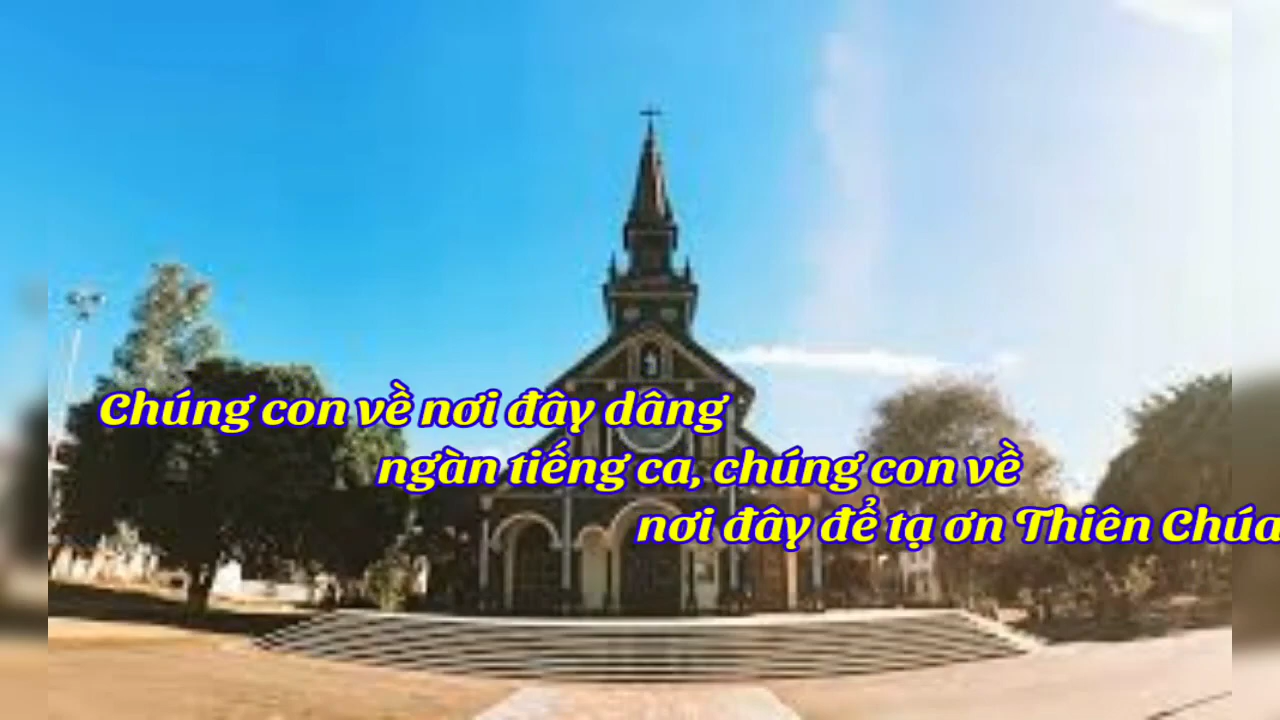 Chúng con về nơi đây dâng
ngàn tiếng ca, chúng con về
nơi đây để tạ ơn Thiên Chúa